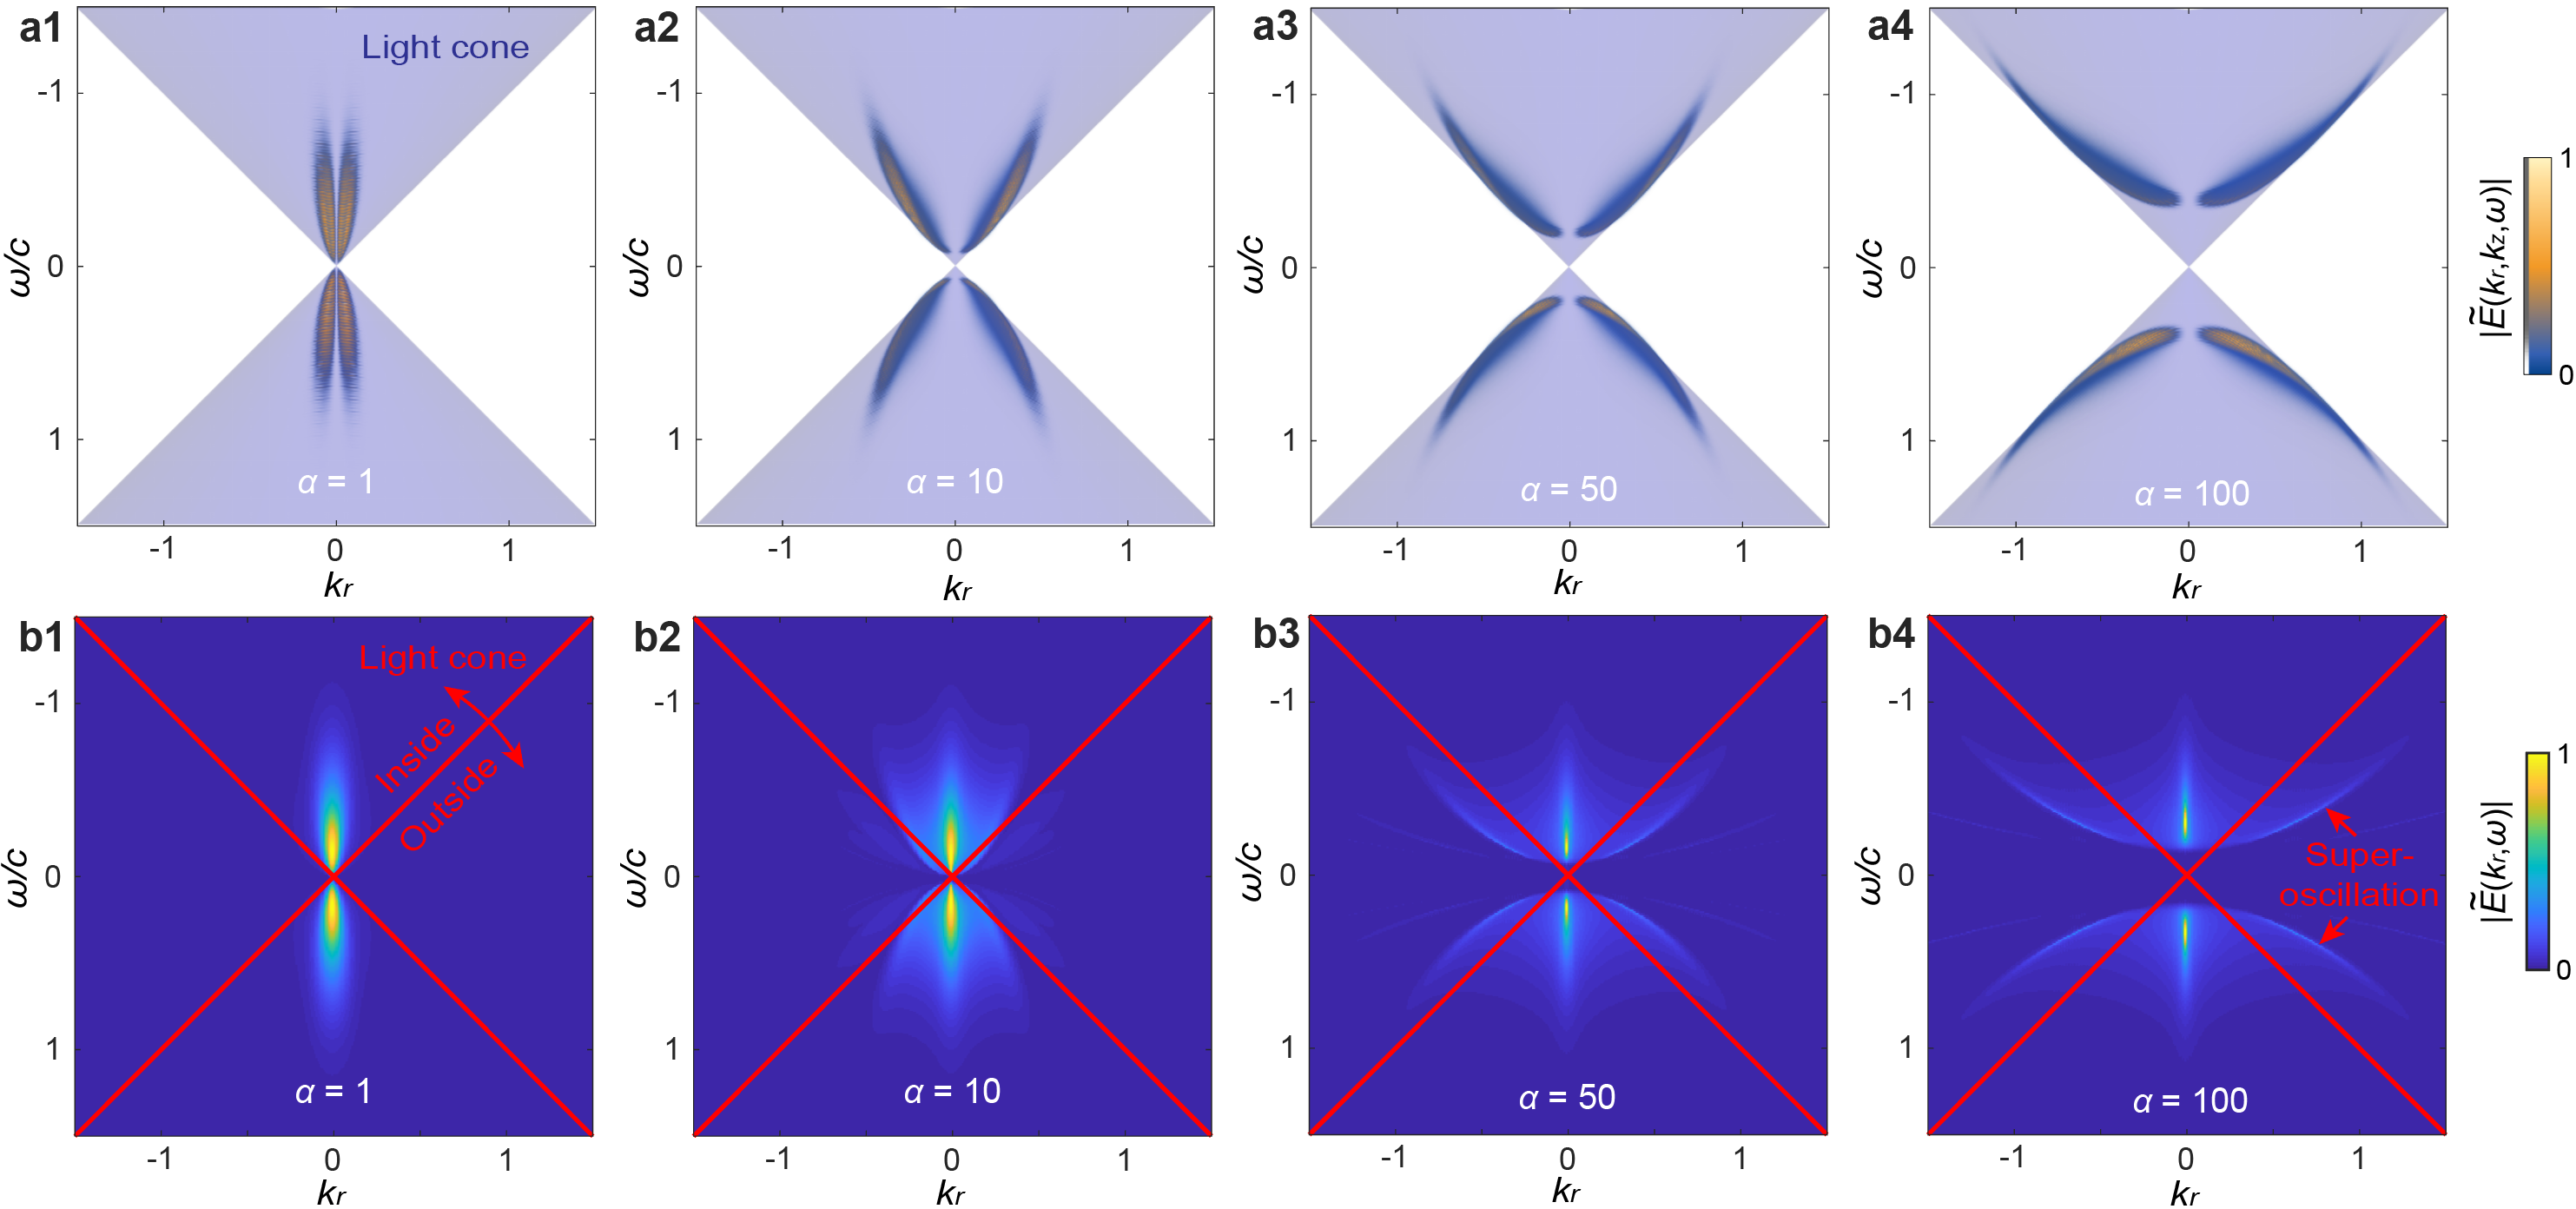 a1
Light cone
-1
0
1
ω/c
α = 1
-1
0
1
kr
a2
-1
0
1
ω/c
α = 10
-1
0
1
kr
a3
-1
0
1
ω/c
α = 50
-1
0
1
kr
a4
-1
0
1
ω/c
α = 100
-1
0
1
kr
1
0
|Ẽ(kr,kz,ω)|
b1
Light cone
Inside
Outside
-1
0
1
ω/c
α = 1
-1
0
1
kr
b2
-1
0
1
ω/c
α = 10
-1
0
1
kr
b3
-1
0
1
ω/c
α = 50
-1
0
1
kr
b4
Super-
oscillation
-1
0
1
ω/c
α = 100
-1
0
1
kr
1
0
|Ẽ(kr,ω)|